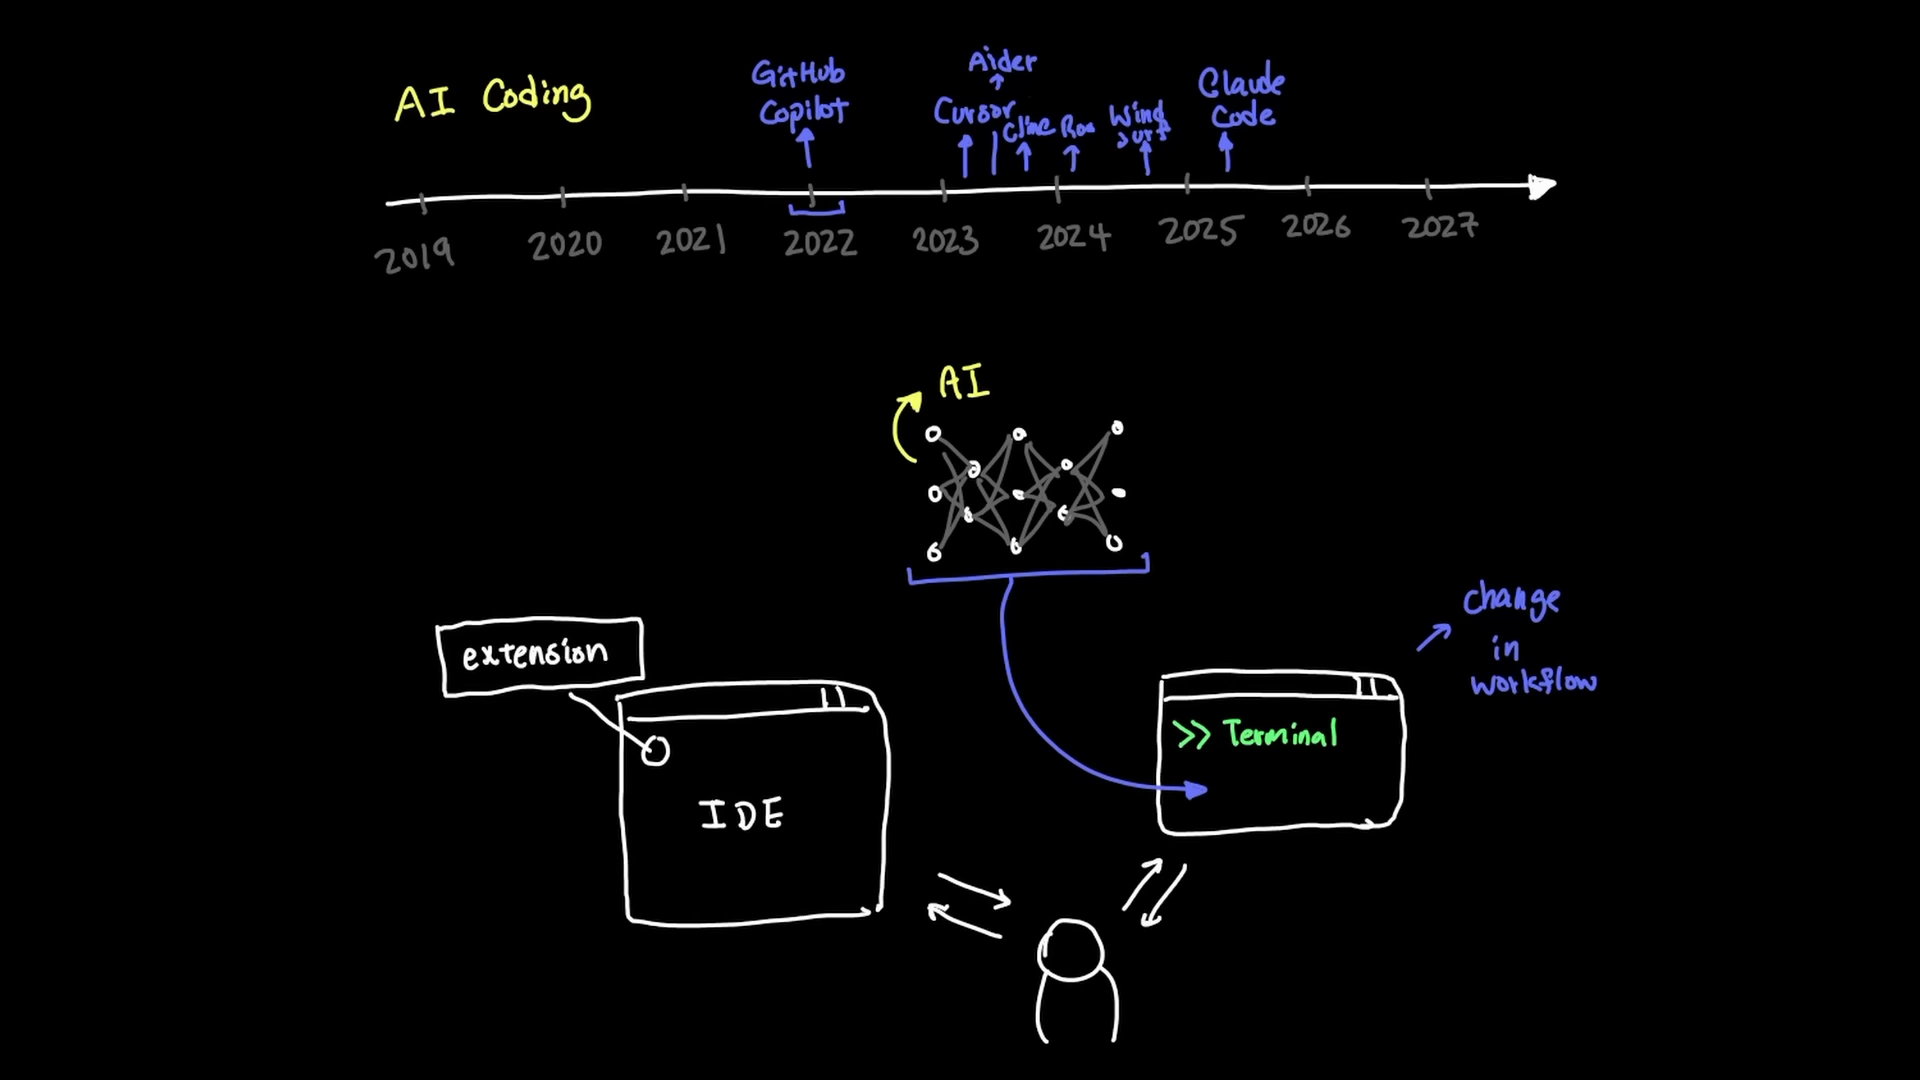 AI Coding
GitHub
Copilot
Aider
Cursor
Cline
Roo
Wind
surf
Claude
Code
2019
2020
2021
2022
2023
2024
2025
2026
2027
AI
extension
IDE
>> Terminal
change
in
workflow